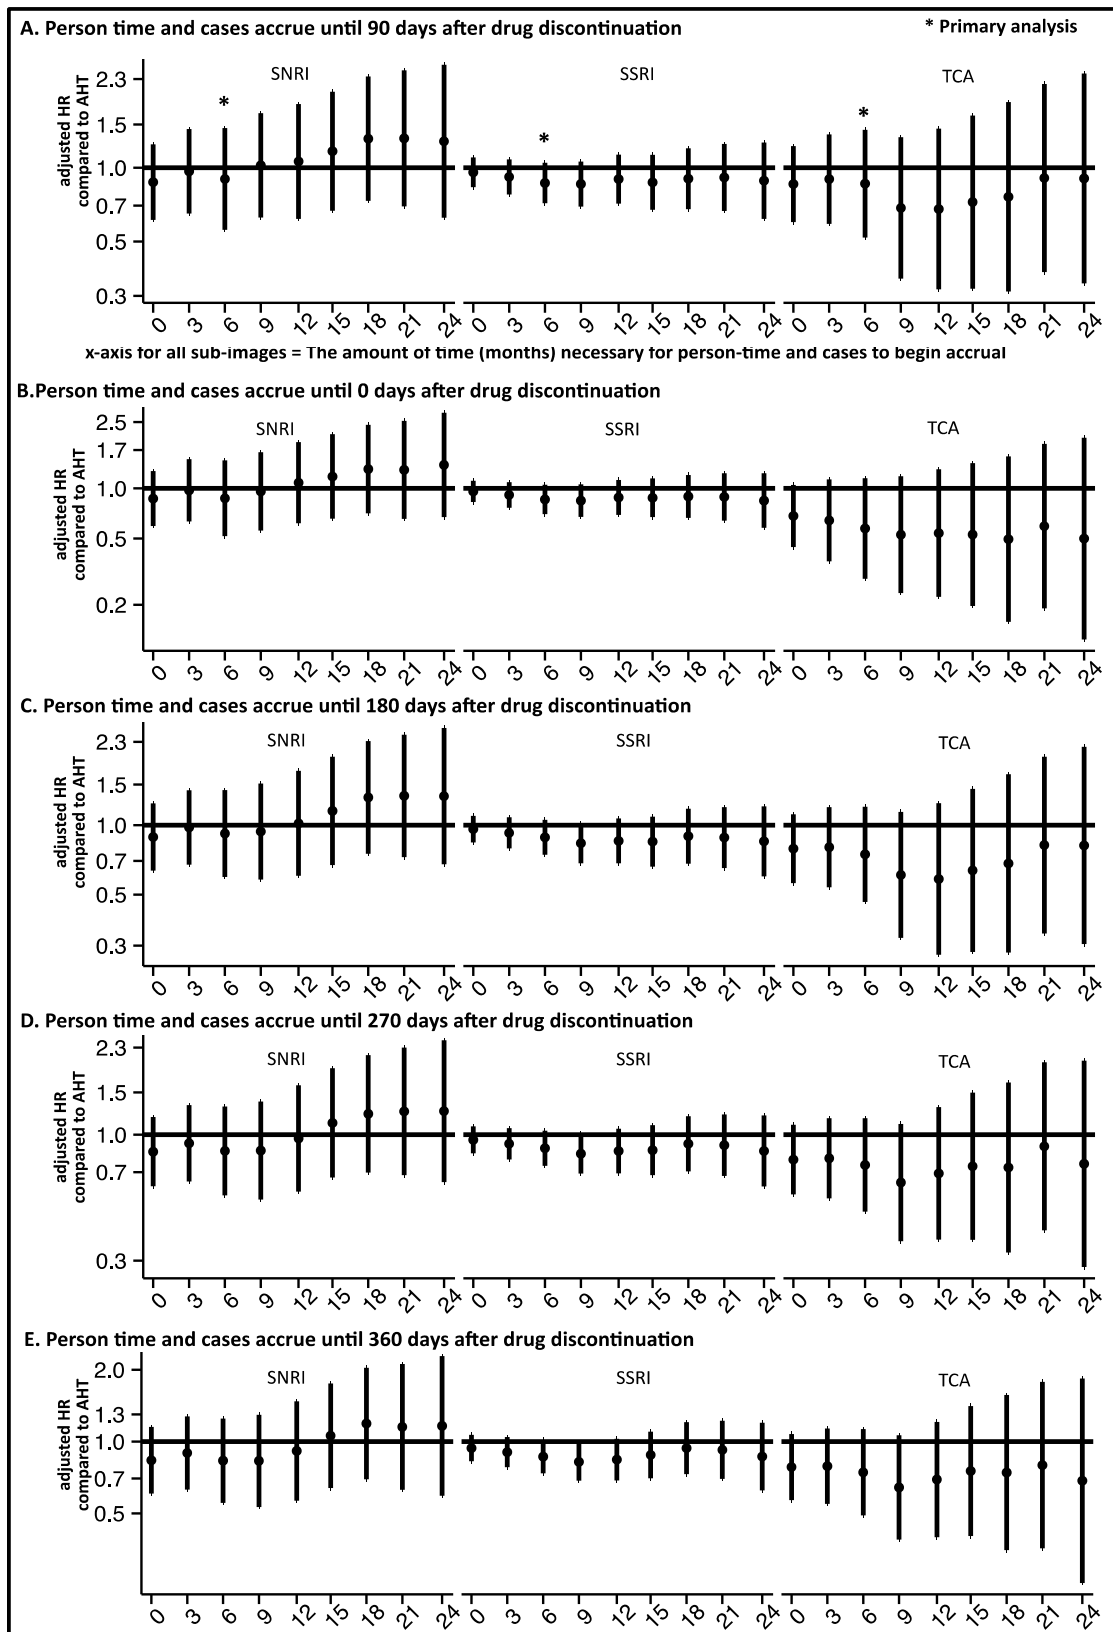 A. Person time and cases accrue until 90 days after drug discontinuation
* Primary analysis
SNRI
SSRI
TCA
adjusted HR
compared to AHT
2.3
1.5
1.0
0.7
0.5
0.3
*
*
*
0 3 6 9 12 15 18 21 24
0 3 6 9 12 15 18 21 24
0 3 6 9 12 15 18 21 24
x-axis for all sub-images = The amount of time (months) necessary for person-time and cases to begin accrual
B.Person time and cases accrue until 0 days after drug discontinuation
SNRI
SSRI
TCA
adjusted HR
compared to AHT
2.5
1.7
1.0
0.5
0.2
0 3 6 9 12 15 18 21 24
0 3 6 9 12 15 18 21 24
0 3 6 9 12 15 18 21 24
C. Person time and cases accrue until 180 days after drug discontinuation
SNRI
SSRI
TCA
adjusted HR
compared to AHT
2.3
1.5
1.0
0.7
0.5
0.3
0 3 6 9 12 15 18 21 24
0 3 6 9 12 15 18 21 24
0 3 6 9 12 15 18 21 24
D. Person time and cases accrue until 270 days after drug discontinuation
SNRI
SSRI
TCA
adjusted HR
compared to AHT
2.3
1.5
1.0
0.7
0.3
0 3 6 9 12 15 18 21 24
0 3 6 9 12 15 18 21 24
0 3 6 9 12 15 18 21 24
E. Person time and cases accrue until 360 days after drug discontinuation
SNRI
SSRI
TCA
adjusted HR
compared to AHT
2.0
1.3
1.0
0.7
0.5
0 3 6 9 12 15 18 21 24
0 3 6 9 12 15 18 21 24
0 3 6 9 12 15 18 21 24